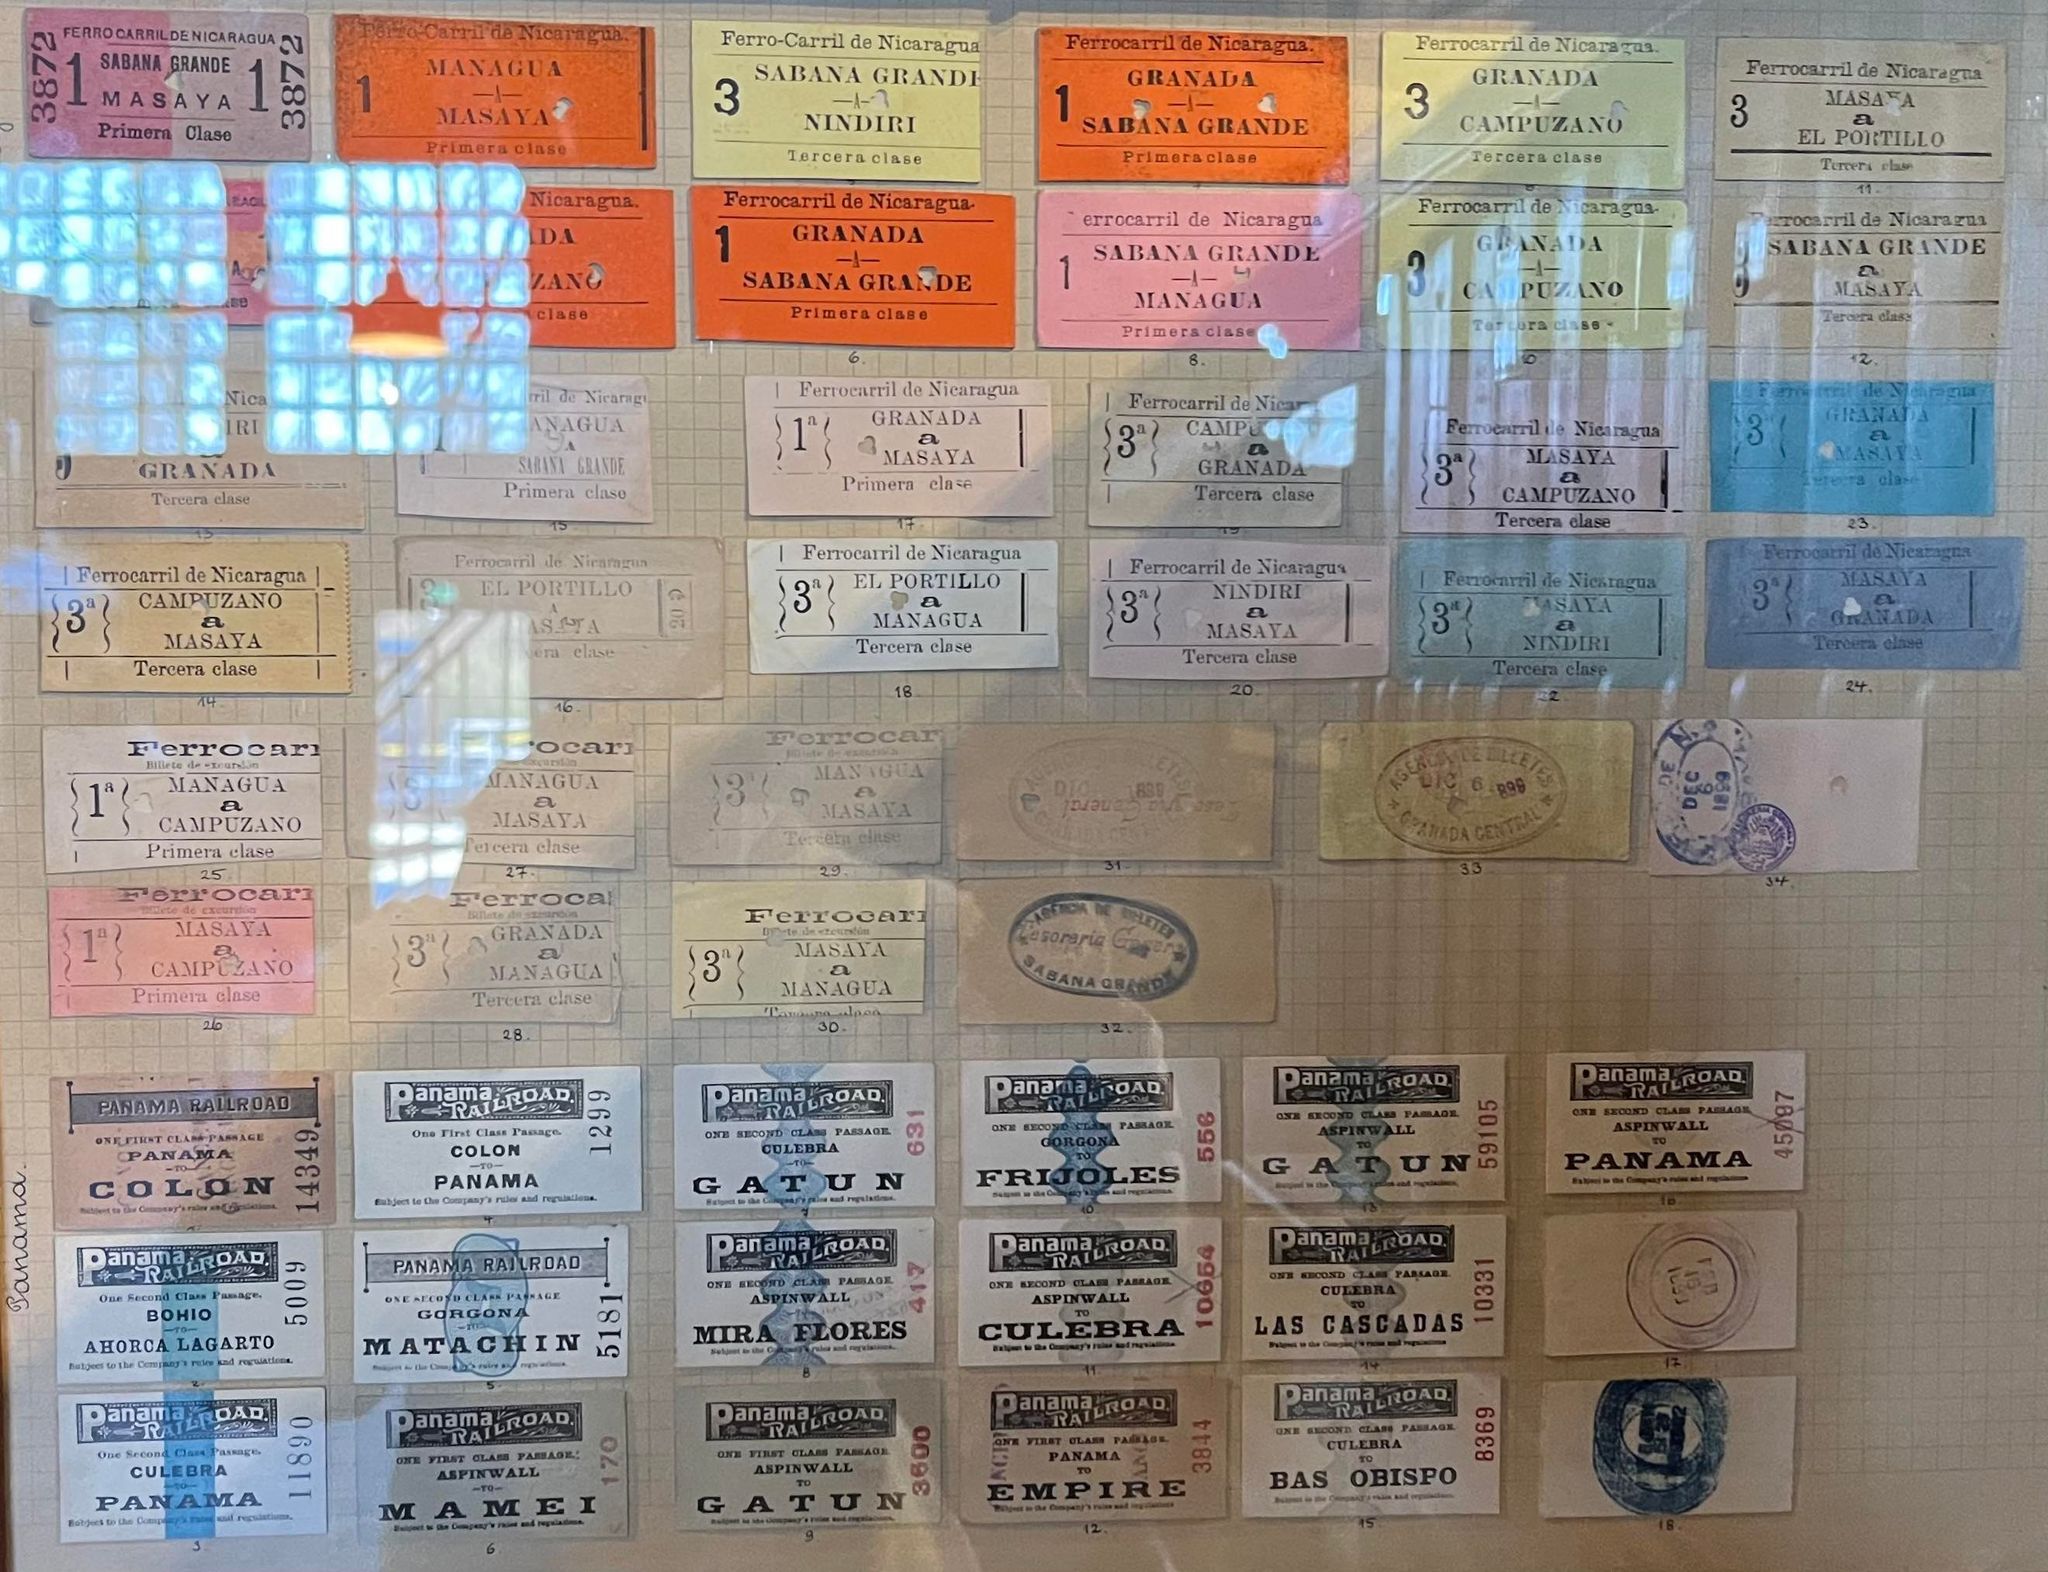 FERROCARRIL DE NICARAGUA
3872 1 SABANA GRANDE 1 3872
MASAYA
Primera Clase
Ferro-Carril de Nicaragua.
1 MANAGUA
A
MASAYA
Primera clase
Ferro-Carril de Nicaragua
3 SABANA GRANDE
A
NINDIRI
Tercera clase
Ferrocarril de Nicaragua.
1 GRANADA
A
SABANA GRANDE
Primera clase
Ferrocarril de Nicaragua.
3 GRANADA
A
CAMPUZANO
Tercera clase
Ferrocarril de Nicaragua
3 MASAYA
a
EL PORTILLO
Tercera clase
11.
Nicaragua.
ADA
ZANO
clase
Ferrocarril de Nicaragua.
1 GRANADA
A
SABANA GRANDE
Primera clase
6.
errocarril de Nicaragua
1 SABANA GRANDE
A
MANAGUA
Primera clase
8.
Ferrocarril de Nicaragua.
3 GRANADA
A
CAMPUZANO
Tercera clase
10.
Ferrocarril de Nicaragua
3 SABANA GRANDE
a
MASAYA
Tercera clase
12.
Nica
IRI
GRANADA
Tercera clase
13
rril de Nicaragu
ANAGUA
A
SABANA GRANDE
Primera clase
15
Ferrocarril de Nicaragua
1a GRANADA
a
MASAYA
Primera clase
17.
Ferrocarril de Nicar
3a CAMPU
a
GRANADA
Tercera clase
19
Ferrocarril de Nicaragua
3a MASAYA
a
CAMPUZANO
Tercera clase
Ferrocarril de Nicaragua
3a GRANADA
a
MASAYA
Tercera clase
23.
Ferrocarril de Nicaragua
3a CAMPUZANO
a
MASAYA
Tercera clase
14.
Ferrocarril de Nicaragua
3 EL PORTILLO
A
MASAYA
cera clase
16.
Ferrocarril de Nicaragua
3a EL PORTILLO
a
MANAGUA
Tercera clase
18
Ferrocarril de Nicaragua
3a NINDIRI
a
MASAYA
Tercera clase
20.
Ferrocarril de Nicaragua
3a MASAYA
a
NINDIRI
Tercera clase
22
Ferrocarril de Nicaragua
3a MASAYA
a
GRANADA
Tercera clase
24.
Ferrocarri
Billete de excursión
1a MANAGUA
a
CAMPUZANO
Primera clase
25.
rocarri
MANAGUA
a
MASAYA
Tercera clase
27.
Ferrocar
Billete de excursión
3a MANAGUA
a
MASAYA
Tercera clase
29.
DIC 1899
Tesoreria General
31.
AGENCIA DE BILLETES
DIC 6 899
GRANADA CENTRAL
33
DEC 9 1899
34.
Ferrocarri
Billete de excursión
1a MASAYA
a
CAMPUZANO
Primera clase
26
Ferroca
Billete de excursión
3a GRANADA
a
MANAGUA
Tercera clase
28.
Ferrocarri
Billete de excursión
3a MASAYA
a
MANAGUA
Tercera clase
30.
AGENCIA DE BILLETES
SABANA GRANDE
32.
Panama.
PANAMA RAILROAD
ONE FIRST CLASS PASSAGE
PANAMA
TO
COLON
Subject to the Company's rules and regulations.
14349
Panama RAILROAD.
One First Class Passage.
COLON
TO
PANAMA
Subject to the Company's rules and regulations.
1299
4
Panama RAILROAD.
ONE SECOND CLASS PASSAGE.
CULEBRA
TO
GATUN
Subject to the Company's rules and regulations.
631
7
Panama RAILROAD.
ONE SECOND CLASS PASSAGE.
GORGONA
TO
FRIJOLES
Subject to the Company's rules and regulations.
556
10
Panama RAILROAD.
ONE SECOND CLASS PASSAGE.
ASPINWALL
TO
GATUN
Subject to the Company's rules and regulations.
59105
13
Panama RAILROAD.
ONE SECOND CLASS PASSAGE.
ASPINWALL
TO
PANAMA
Subject to the Company's rules and regulations.
45097
16
Panama RAILROAD.
One Second Class Passage.
BOHIO
TO
AHORCA LAGARTO
Subject to the Company's rules and regulations.
5009
2
PANAMA RAILROAD
ONE SECOND CLASS PASSAGE
GORGONA
TO
MATACHIN
Subject to the Company's rules and regulations.
5181
5
Panama RAILROAD.
ONE SECOND CLASS PASSAGE.
ASPINWALL
TO
MIRA FLORES
Subject to the Company's rules and regulations.
417
8
Panama RAILROAD.
ONE SECOND CLASS PASSAGE.
ASPINWALL
TO
CULEBRA
Subject to the Company's rules and regulations.
10654
11
Panama RAILROAD.
ONE SECOND CLASS PASSAGE.
CULEBRA
TO
LAS CASCADAS
Subject to the Company's rules and regulations.
10331
14
FEB
17.
Panama RAILROAD.
One Second Class Passage.
CULEBRA
TO
PANAMA
Subject to the Company's rules and regulations.
11890
3
Panama RAILROAD.
ONE FIRST CLASS PASSAGE.
ASPINWALL
TO
MAMEI
Subject to the Company's rules and regulations.
170
6
Panama RAILROAD.
ONE FIRST CLASS PASSAGE.
ASPINWALL
TO
GATUN
Subject to the Company's rules and regulations.
3600
9
Panama RAILROAD.
ONE FIRST CLASS PASSAGE.
PANAMA
TO
EMPIRE
Subject to the Company's rules and regulations.
3844
12.
Panama RAILROAD.
ONE SECOND CLASS PASSAGE.
CULEBRA
TO
BAS OBISPO
Subject to the Company's rules and regulations.
8369
15
18.